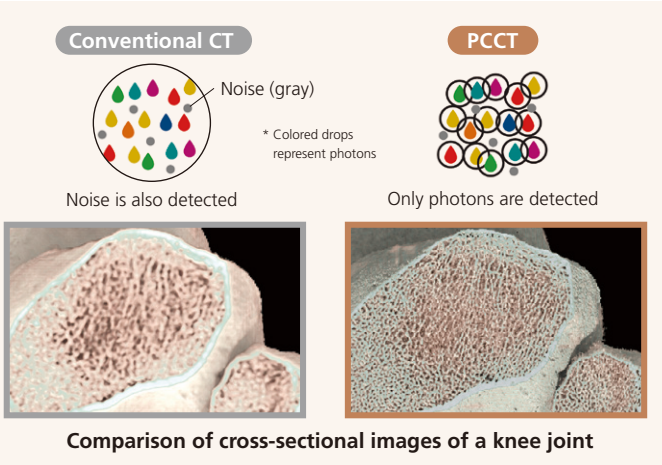 Conventional CT
PCCT
Noise (gray)
* Colored drops
represent photons
Noise is also detected
Only photons are detected
Comparison of cross-sectional images of a knee joint